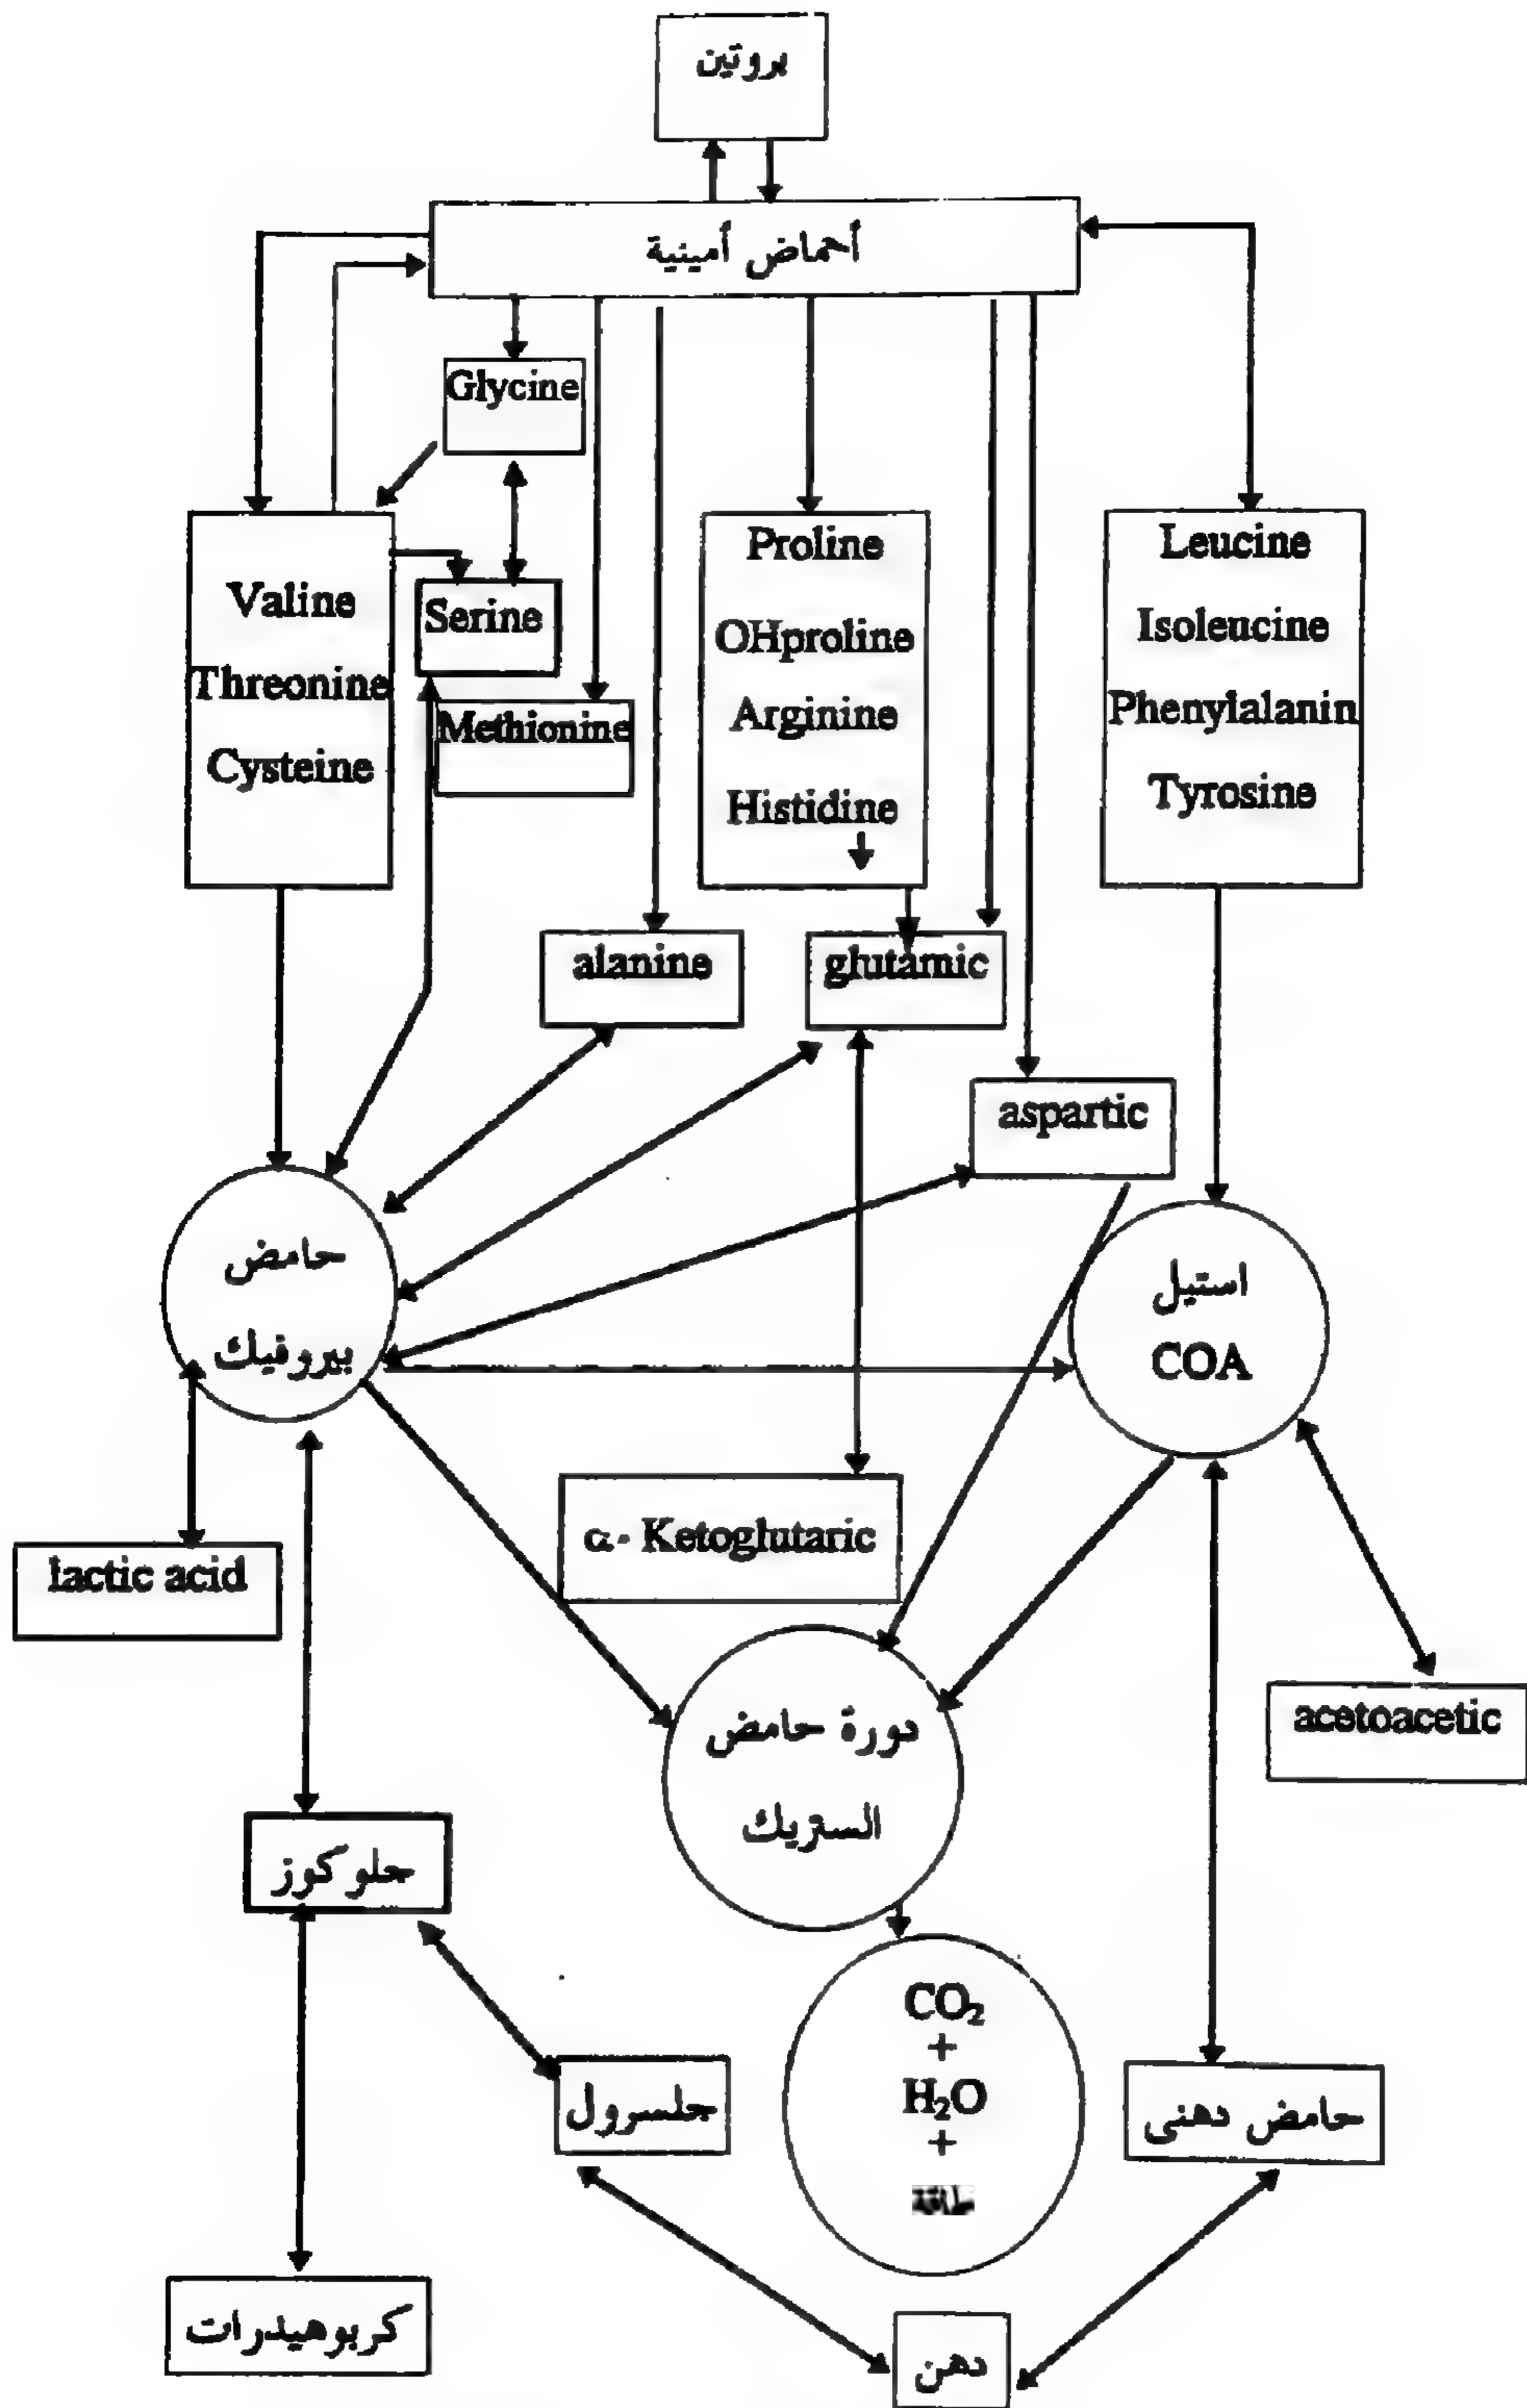 بروتين
أحماض أمينية
Glycine
Valine
Threonine
Cysteine
Serine
Methionine
Proline
OHproline
Arginine
Histidine
Leucine
Isoleucine
Phenylalanin
Tyrosine
alanine
glutamic
aspartic
حامض
بيروفيك
استيل
COA
α - Ketoglutaric
lactic acid
دورة حامض
الستريك
acetoacetic
جلوكوز
CO₂
+
H₂O
+
جلسرول
حامض دهنى
كربوهيدرات
دهن